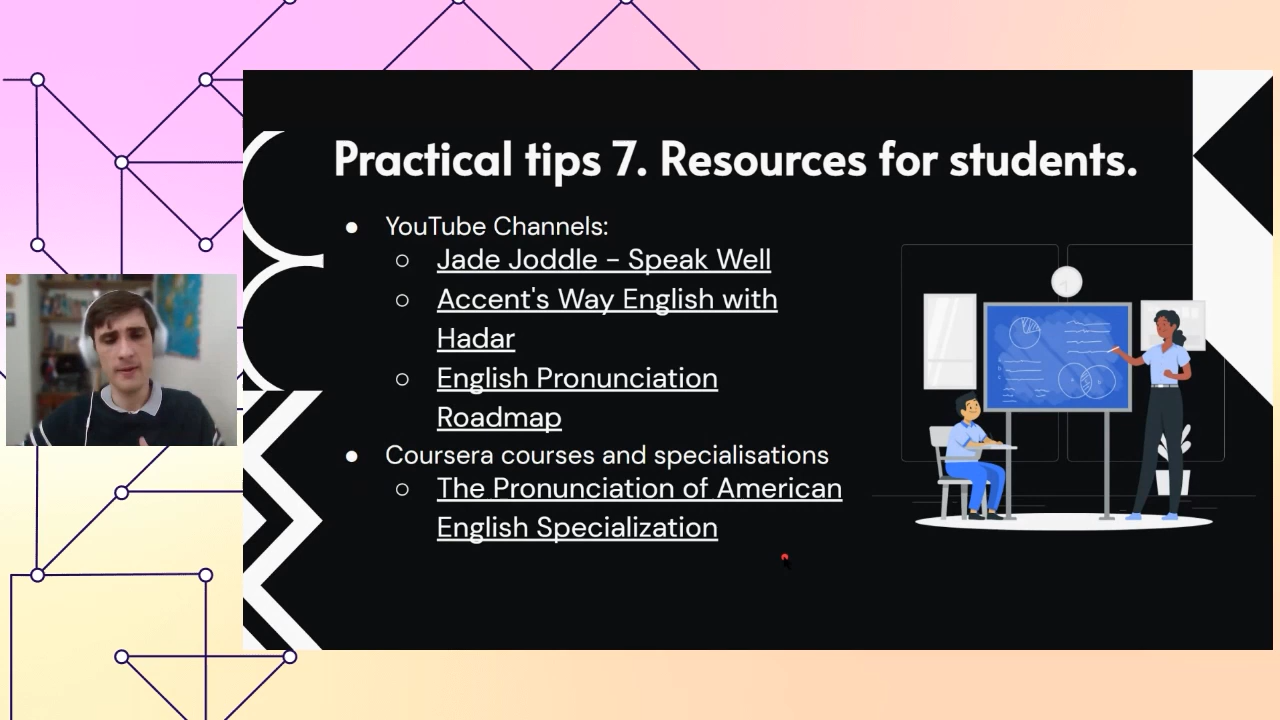 Practical tips 7. Resources for students.
● YouTube Channels:
○ Jade Joddle – Speak Well
○ Accent's Way English with
Hadar
○ English Pronunciation
Roadmap
● Coursera courses and specialisations
○ The Pronunciation of American
English Specialization